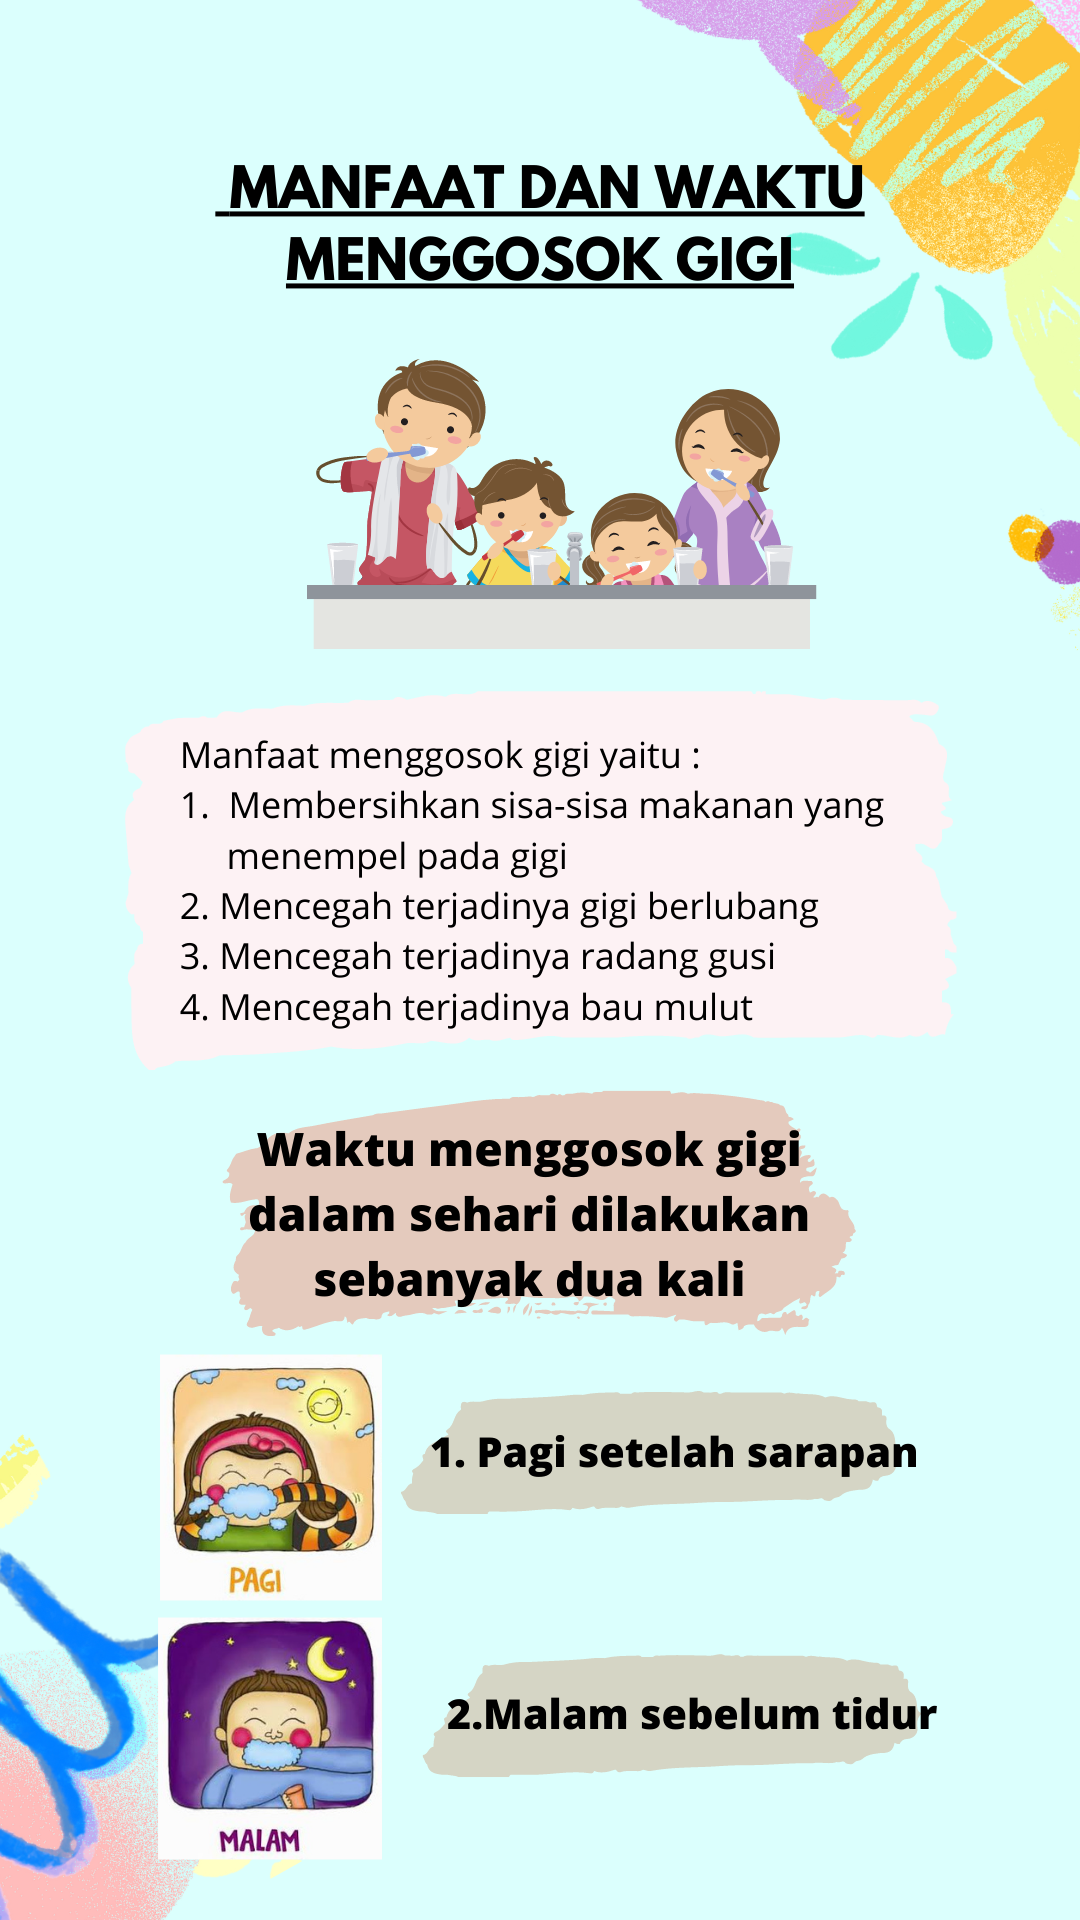 MANFAAT DAN WAKTU
MENGGOSOK GIGI
Manfaat menggosok gigi yaitu :
1. Membersihkan sisa-sisa makanan yang
menempel pada gigi
2. Mencegah terjadinya gigi berlubang
3. Mencegah terjadinya radang gusi
4. Mencegah terjadinya bau mulut
Waktu menggosok gigi
dalam sehari dilakukan
sebanyak dua kali
1. Pagi setelah sarapan
PAGI
2.Malam sebelum tidur
MALAM